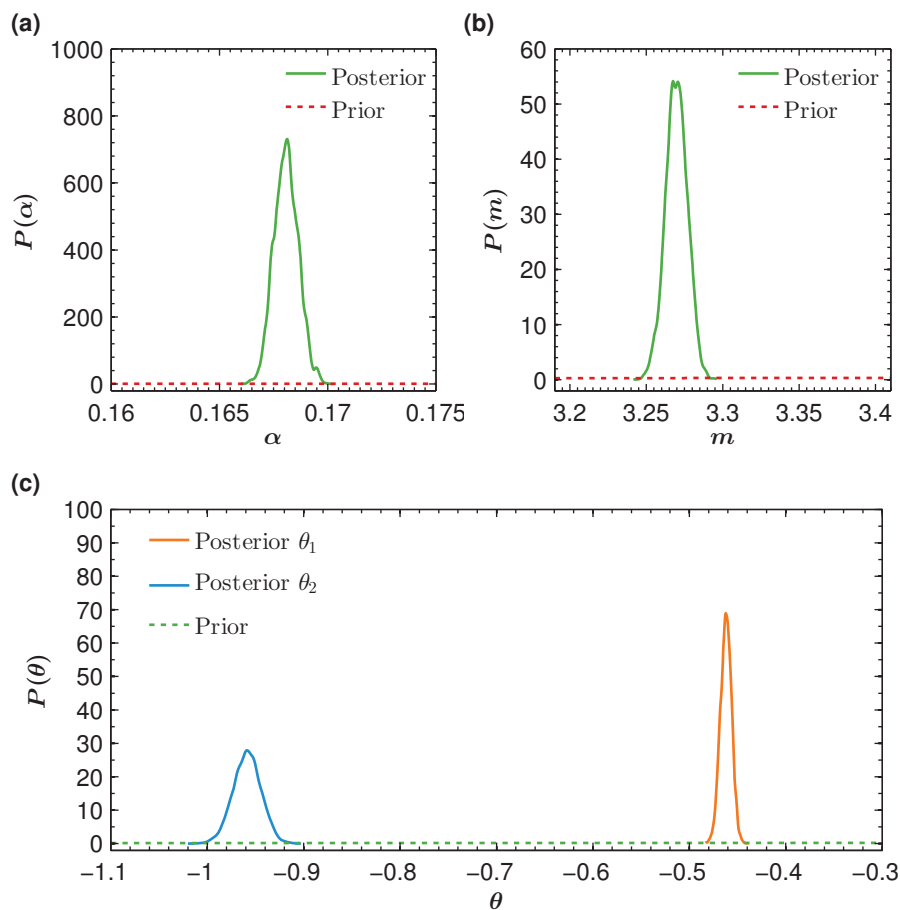 (a)
1000
800
600
400
200
0
P(α)
Posterior
Prior
0.16 0.165 0.17 0.175
α
(b)
60
50
40
30
20
10
0
P(m)
Posterior
Prior
3.2 3.25 3.3 3.35 3.4
m
(c)
100
90
80
70
60
50
40
30
20
10
0
P(θ)
Posterior θ₁
Posterior θ₂
Prior
−1.1 −1 −0.9 −0.8 −0.7 −0.6 −0.5 −0.4 −0.3
θ